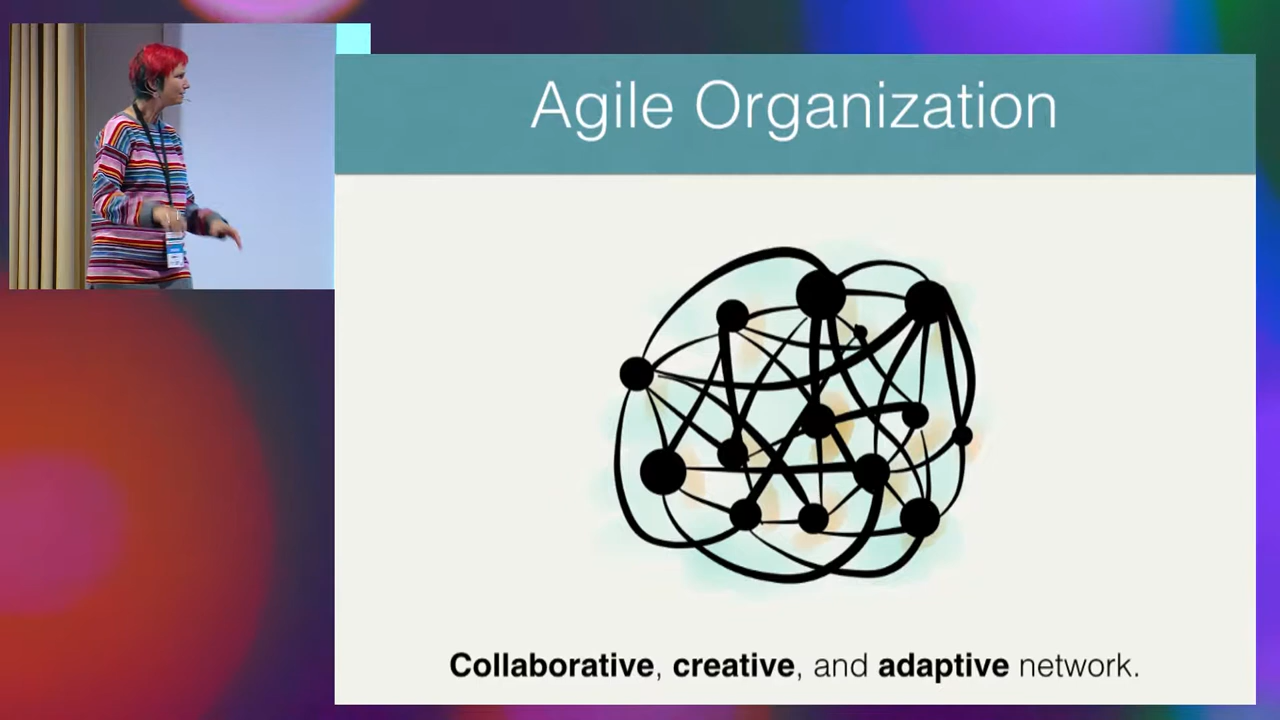 Agile Organization
Collaborative, creative, and adaptive network.